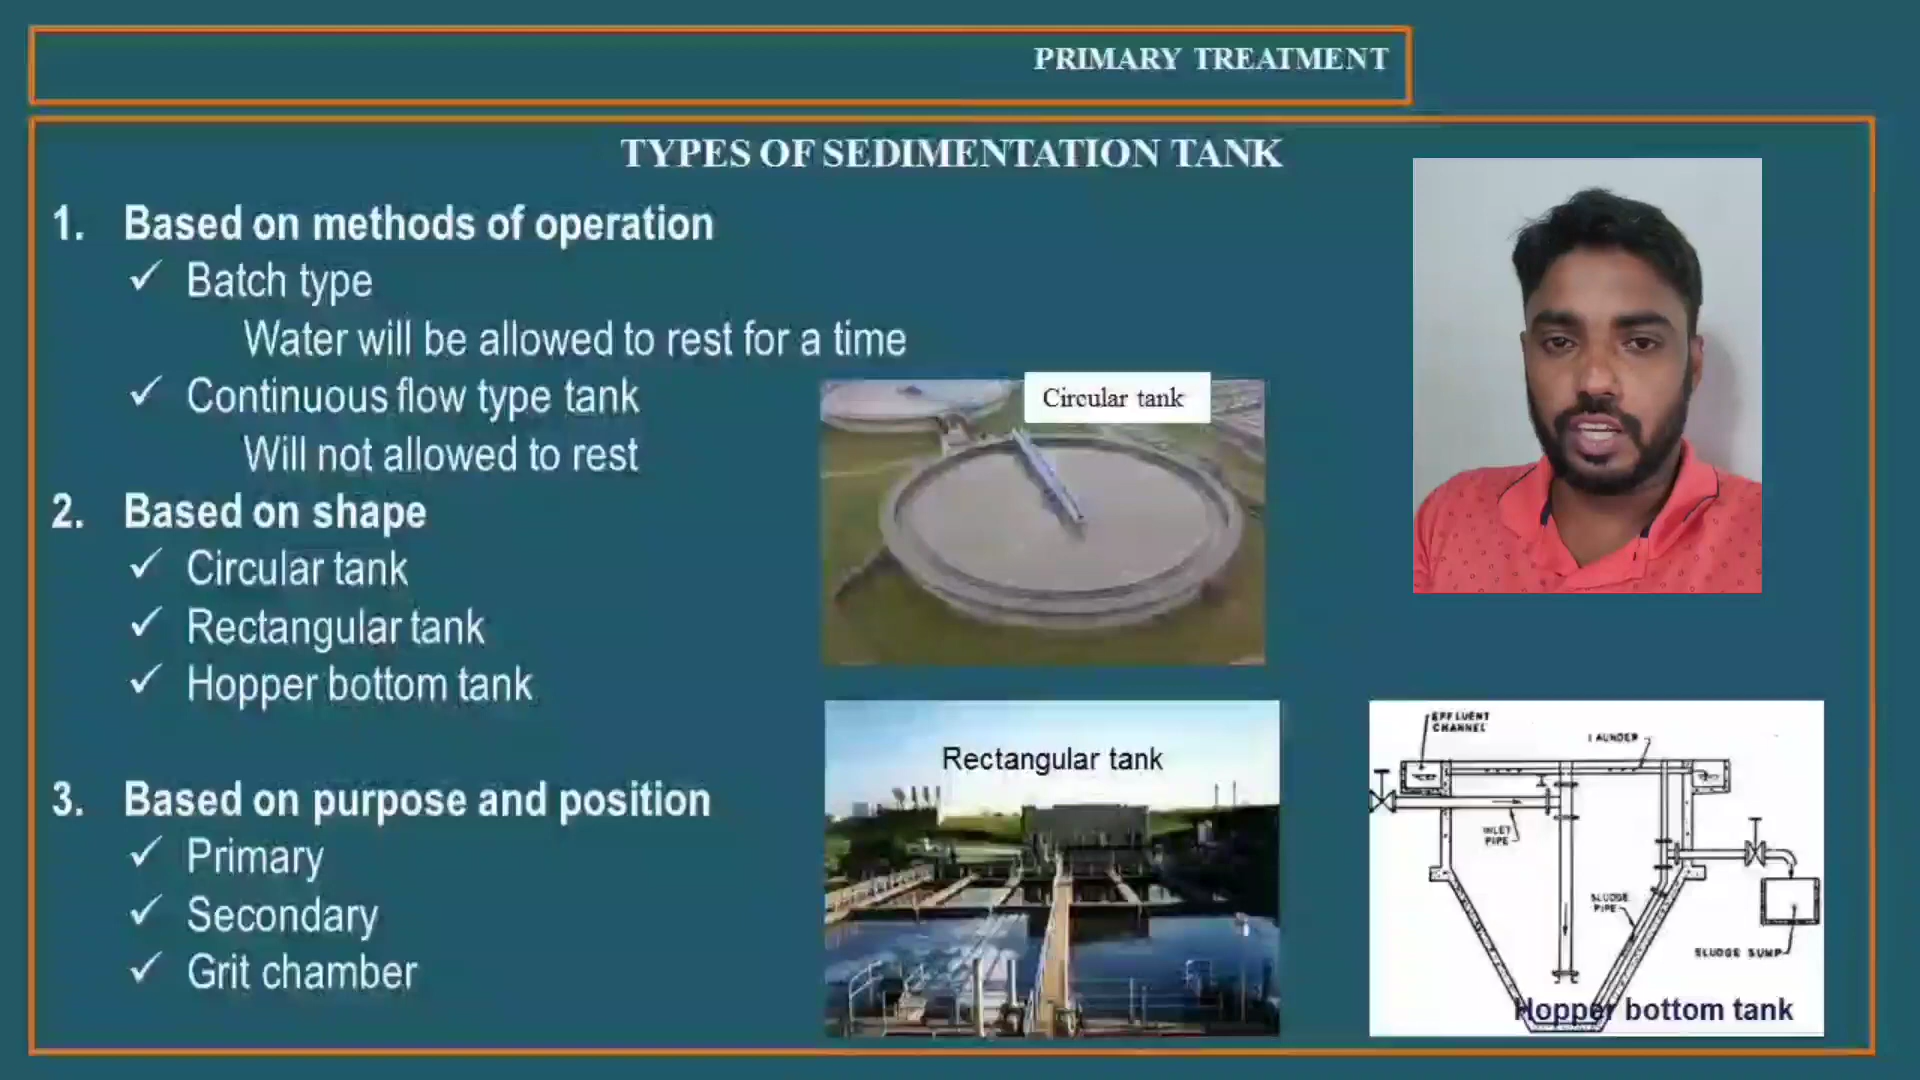 PRIMARY TREATMENT
TYPES OF SEDIMENTATION TANK
1. Based on methods of operation
✓ Batch type
Water will be allowed to rest for a time
✓ Continuous flow type tank
Will not allowed to rest
2. Based on shape
✓ Circular tank
✓ Rectangular tank
✓ Hopper bottom tank
3. Based on purpose and position
✓ Primary
✓ Secondary
✓ Grit chamber
Circular tank
Rectangular tank
EFFLUENT
CHANNEL
LAUNDER
INLET
PIPE
SLUDGE
PIPE
SLUDGE SUMP
Hopper bottom tank